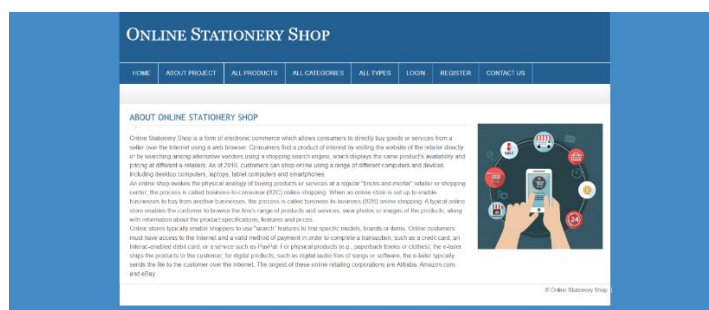 ONLINE STATIONERY SHOP
HOME ABOUT PROJECT ALL PRODUCTS ALL CATEGORIES ALL TYPES LOGIN REGISTER CONTACT US
ABOUT ONLINE STATIONERY SHOP
Online Stationery Shop is a form of electronic commerce which allows consumers to directly buy goods or services from a
seller over the Internet using a web browser. Consumers find a product of interest by visiting the website of the retailer directly
or by searching among alternative vendors using a shopping search engine, which displays the same product's availability and
pricing at different e-retailers. As of 2016, customers can shop online using a range of different computers and devices,
including desktop computers, laptops, tablet computers and smartphones.
An online shop evokes the physical analogy of buying products or services at a regular "bricks-and-mortar" retailer or shopping
center; the process is called business-to-consumer (B2C) online shopping. When an online store is set up to enable
businesses to buy from another businesses, the process is called business-to-business (B2B) online shopping. A typical online
store enables the customer to browse the firm's range of products and services, view photos or images of the products, along
with information about the product specifications, features and prices.
Online stores typically enable shoppers to use "search" features to find specific models, brands or items. Online customers
must have access to the Internet and a valid method of payment in order to complete a transaction, such as a credit card, an
Interac-enabled debit card, or a service such as PayPal. For physical products (e.g., paperback books or clothes), the e-tailer
ships the products to the customer; for digital products, such as digital audio files of songs or software, the e-tailer typically
sends the file to the customer over the Internet. The largest of these online retailing corporations are Alibaba, Amazon.com,
and eBay.
SALE
24
© Online Stationery Shop